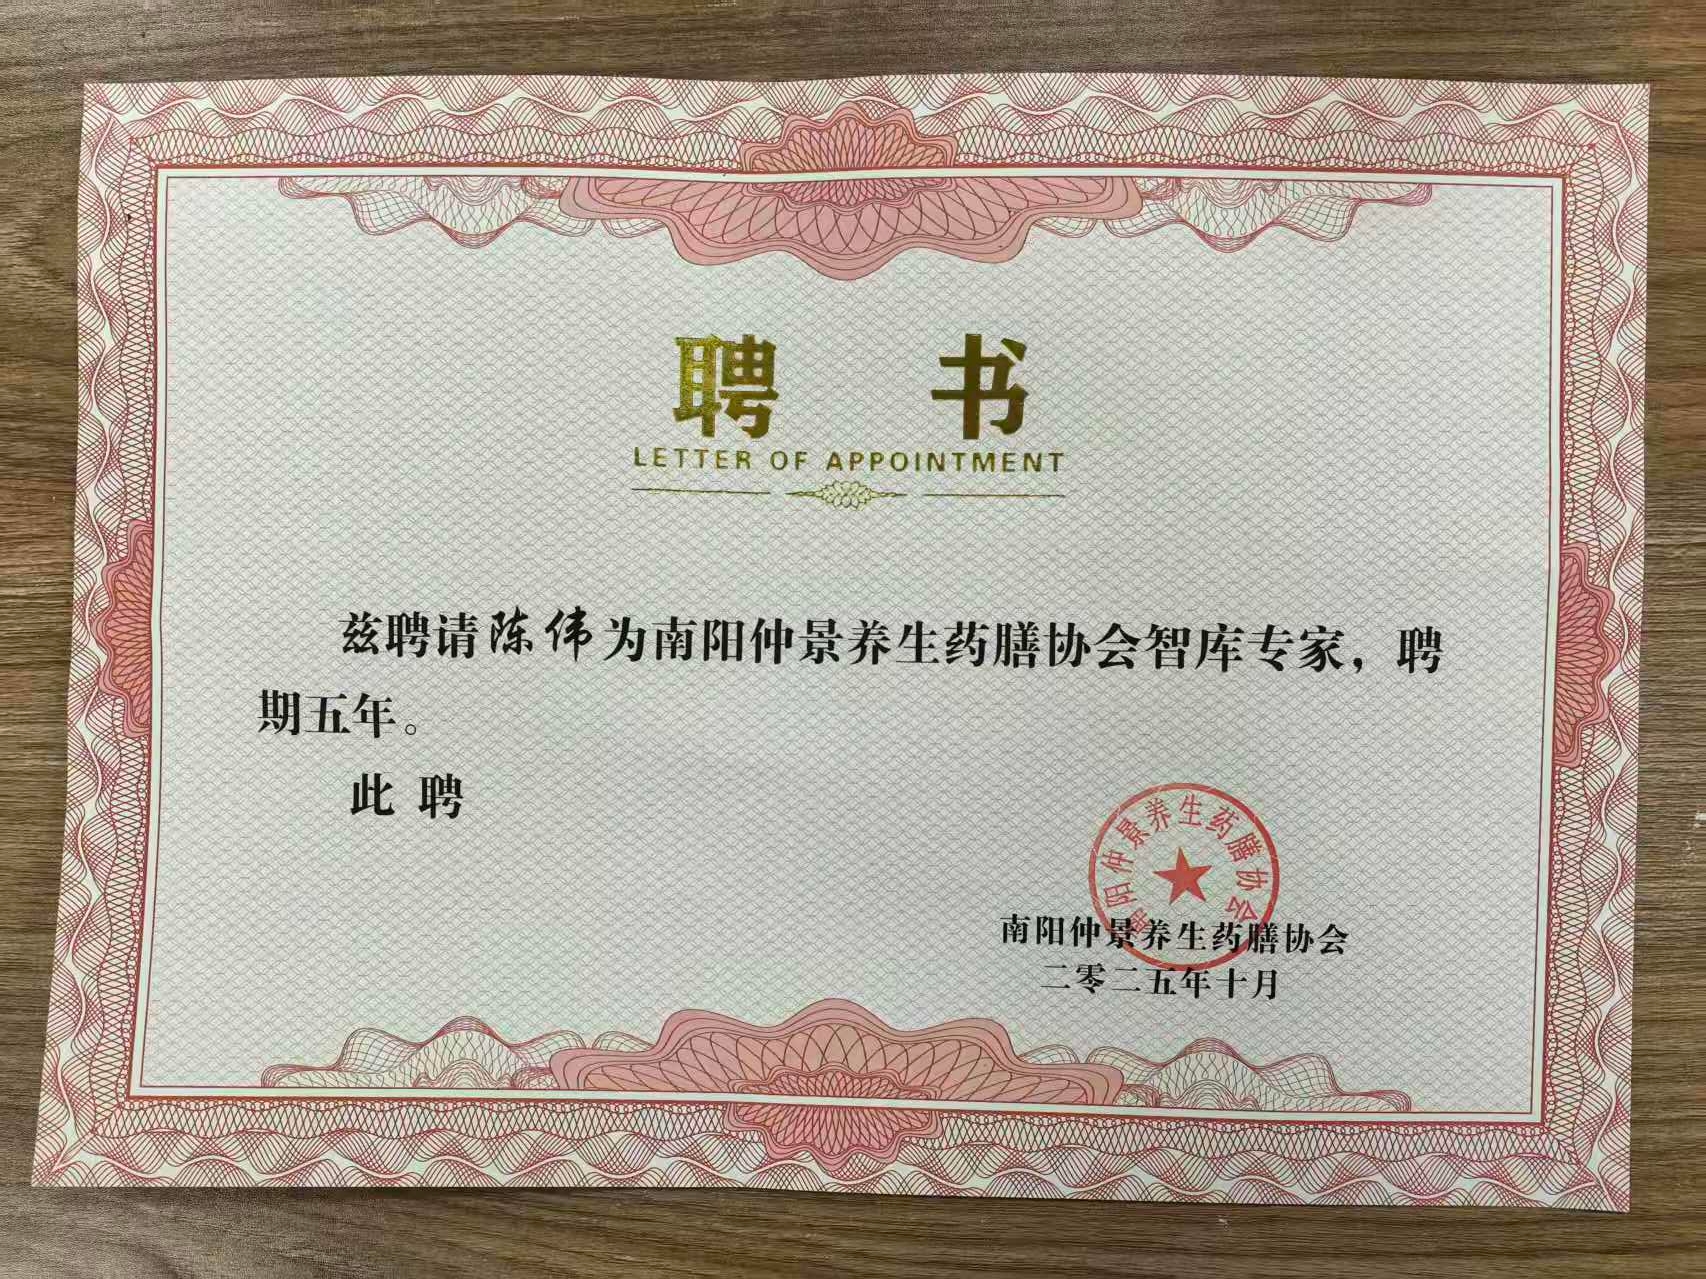 聘 书
LETTER OF APPOINTMENT
兹聘请陈伟为南阳仲景养生药膳协会智库专家，聘
期五年。
此 聘
南阳仲景养生药膳协会
南阳仲景养生药膳协会
二零二五年十月